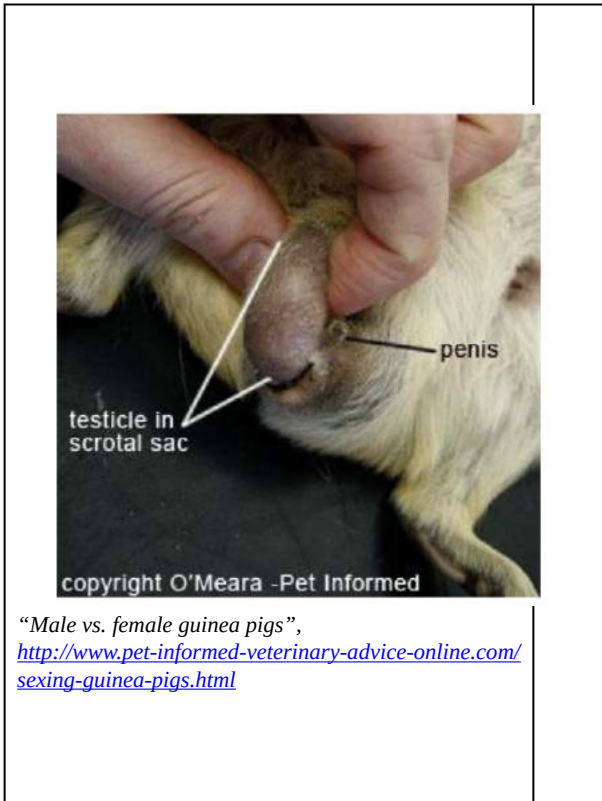 penis
testicle in
scrotal sac
copyright O'Meara -Pet Informed
“Male vs. female guinea pigs”,
http://www.pet-informed-veterinary-advice-online.com/
sexing-guinea-pigs.html